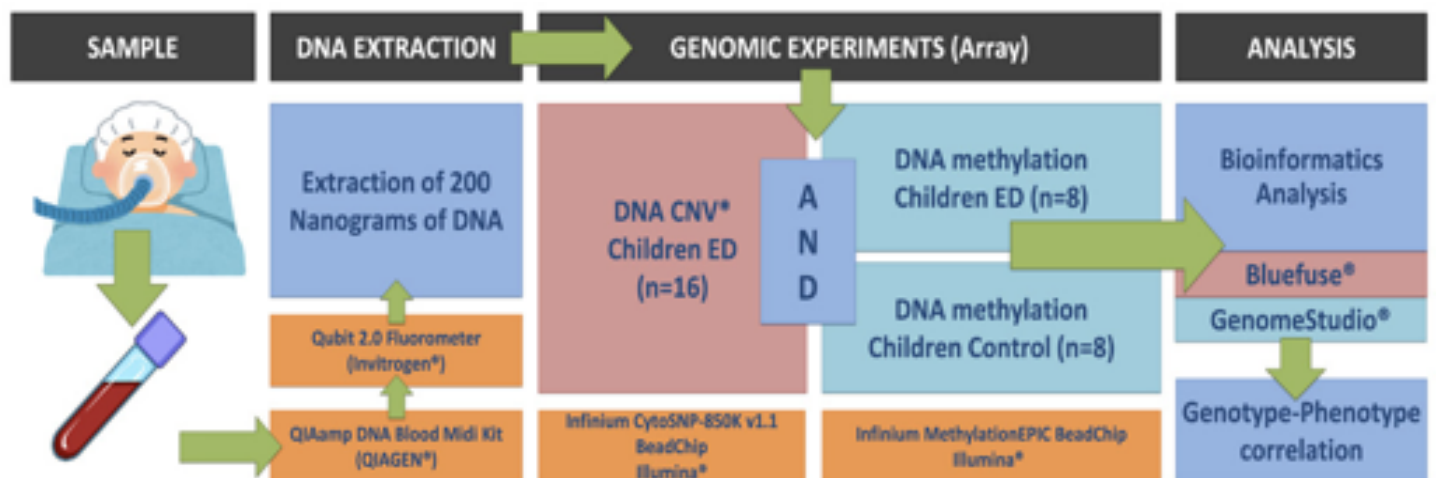 SAMPLE
DNA EXTRACTION
GENOMIC EXPERIMENTS (Array)
ANALYSIS
Extraction of 200
Nanograms of DNA
Qubit 2.0 Fluorometer
(Invitrogen®)
QIAamp DNA Blood Midi Kit
(QIAGEN®)
DNA CNV®
Children ED
(n=16)
A
N
D
DNA methylation
Children ED (n=8)
DNA methylation
Children Control (n=8)
Infinium CytoSNP-850K v1.1
BeadChip
Illumina®
Infinium MethylationEPIC BeadChip
Illumina®
Bioinformatics
Analysis
Bluefuse®
GenomeStudio®
Genotype-Phenotype
correlation